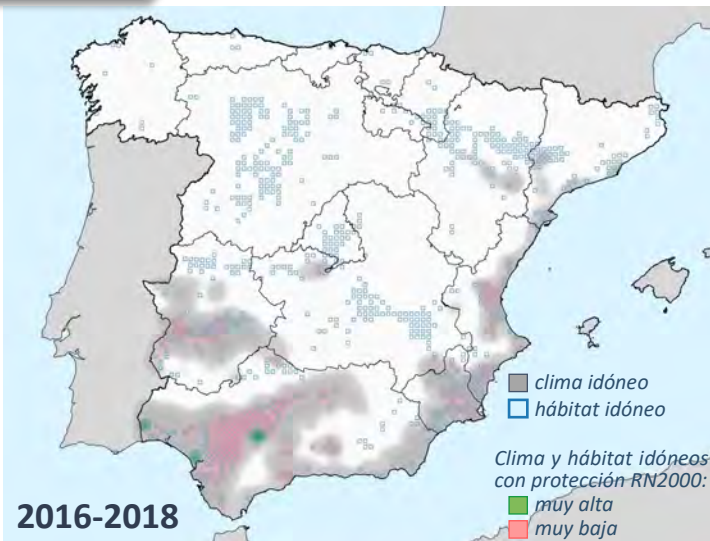 clima idóneo
hábitat idóneo
Clima y hábitat idóneos
con protección RN2000:
muy alta
muy baja
2016-2018